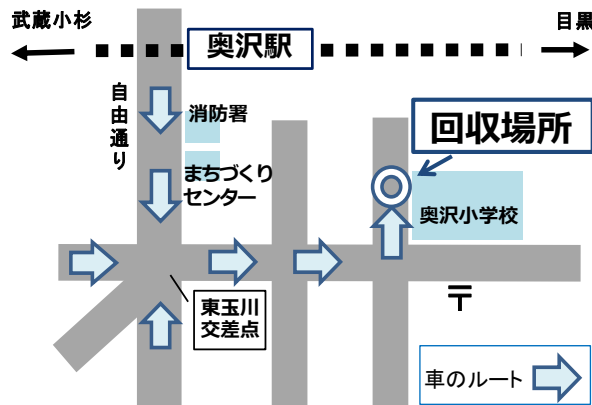 武蔵小杉
奥沢駅
目黒
自由通り
消防署
回収場所
まちづくり
センター
奥沢小学校
東玉川
交差点
〒
車のルート